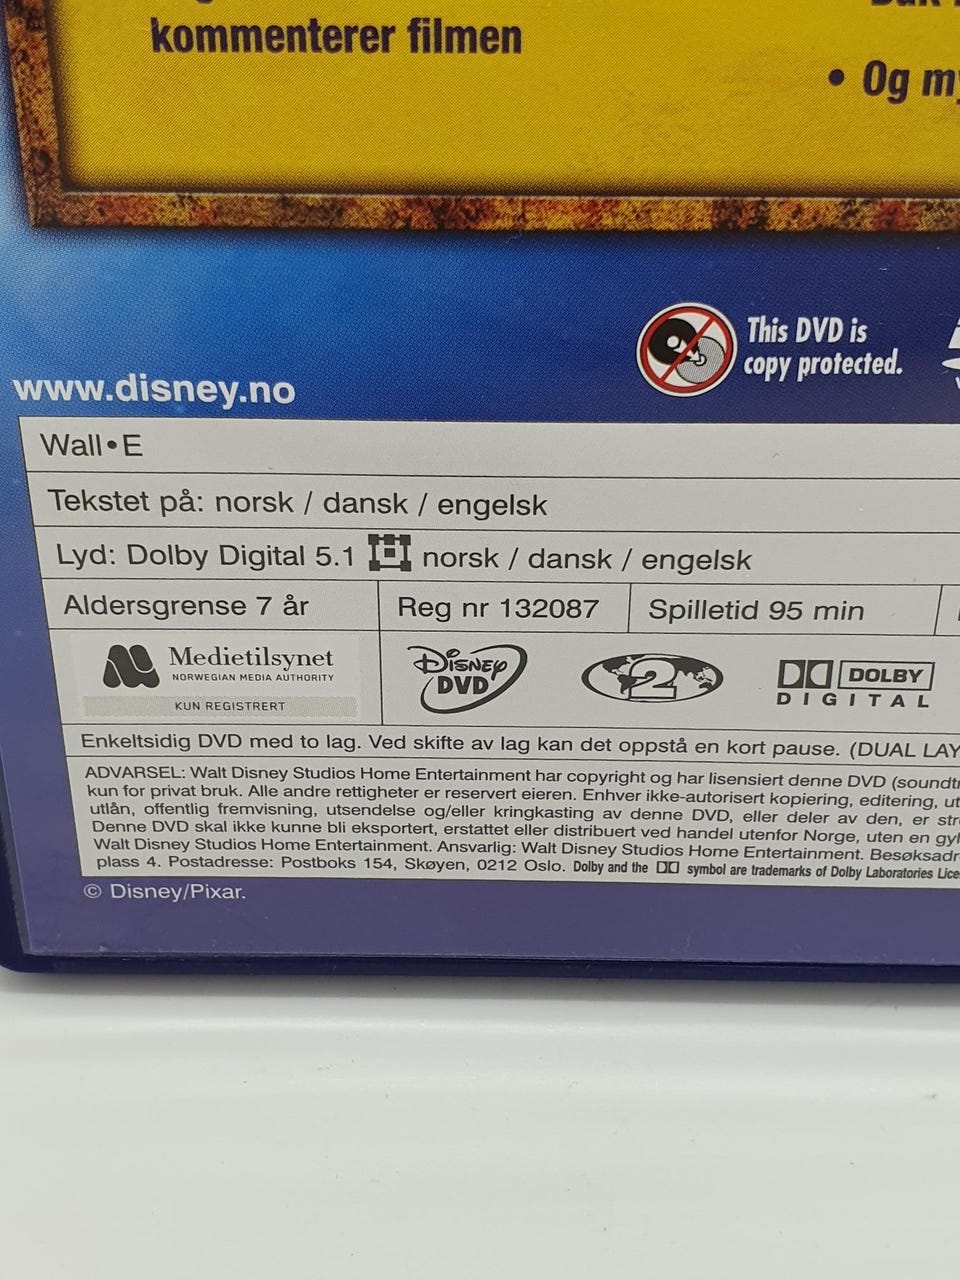 kommenterer filmen
• Og
This DVD is
copy protected.
www.disney.no
Wall•E
Tekstet på: norsk / dansk / engelsk
Lyd: Dolby Digital 5.1 norsk / dansk / engelsk
Aldersgrense 7 år Reg nr 132087 Spilletid 95 min
Medietilsynet
NORWEGIAN MEDIA AUTHORITY
KUN REGISTRERT
DISNEY
DVD
2
DOLBY
DIGITAL
Enkeltsidig DVD med to lag. Ved skifte av lag kan det oppstå en kort pause. (DUAL
ADVARSEL: Walt Disney Studios Home Entertainment har copyright og har lisensiert denne DVD
kun for privat bruk. Alle andre rettigheter er reservert eieren. Enhver ikke-autorisert kopiering, editering,
utlån, offentlig fremvisning, utsendelse og/eller kringkasting av denne DVD, eller deler av den, er
Denne DVD skal ikke kunne bli eksportert, erstattet eller distribuert ved handel utenfor Norge, uten en
Walt Disney Studios Home Entertainment. Ansvarlig: Walt Disney Studios Home Entertainment.
plass 4. Postadresse: Postboks 154, Skøyen, 0212 Oslo. Dolby and the symbol are trademarks of Dolby Laboratories
© Disney/Pixar.